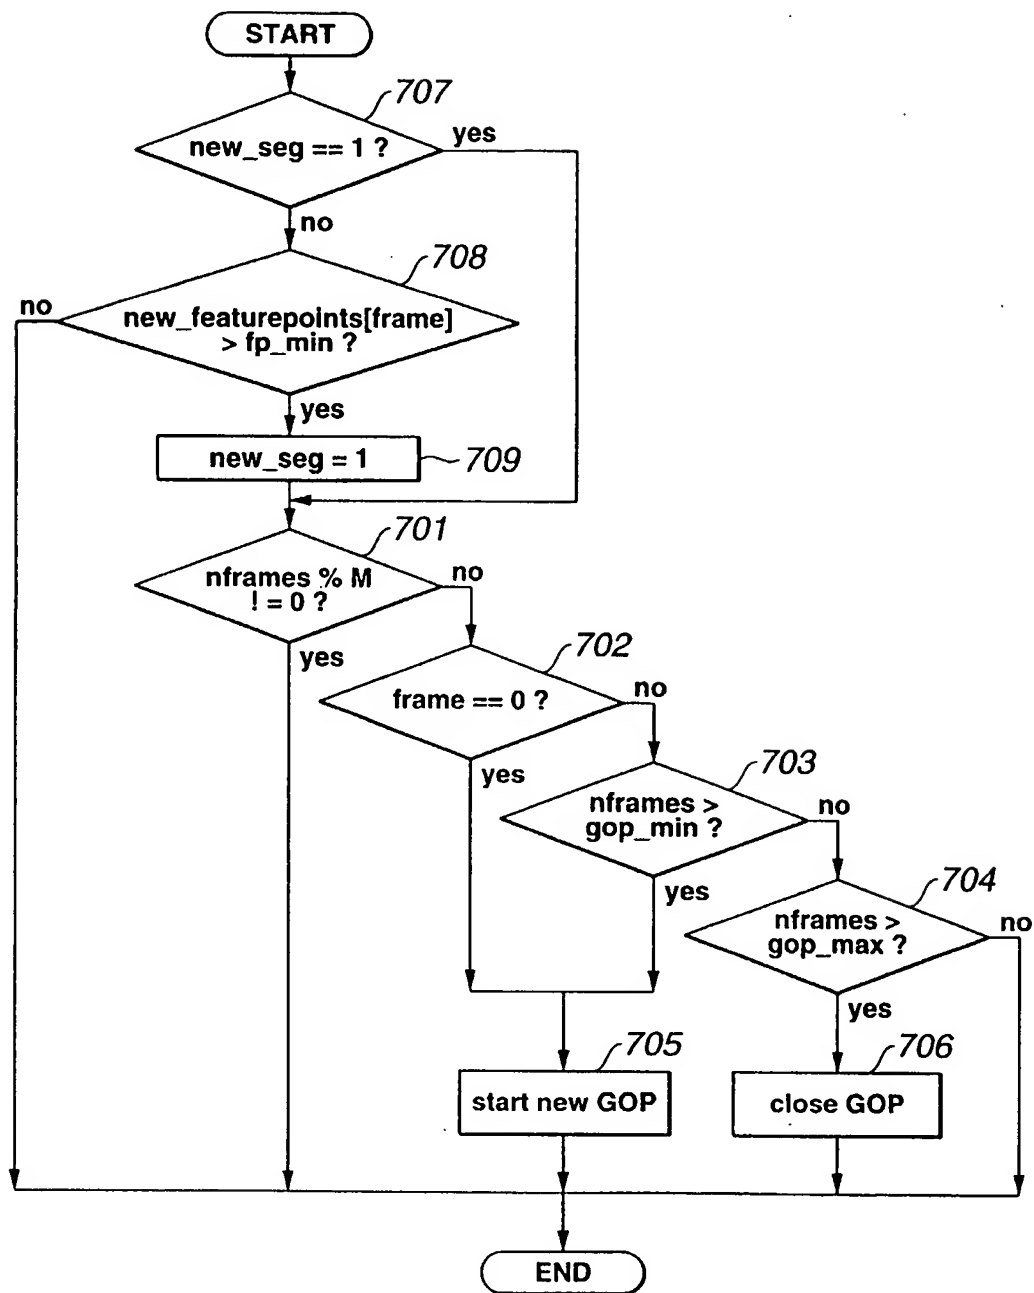 START
707
new_seg == 1 ?
yes
no
708
no
new_featurepoints[frame]
> fp_min ?
yes
new_seg = 1
709
701
nframes % M
! = 0 ?
no
yes
702
frame == 0 ?
no
yes
703
nframes >
gop_min ?
no
yes
704
nframes >
gop_max ?
no
yes
705
start new GOP
706
close GOP
END